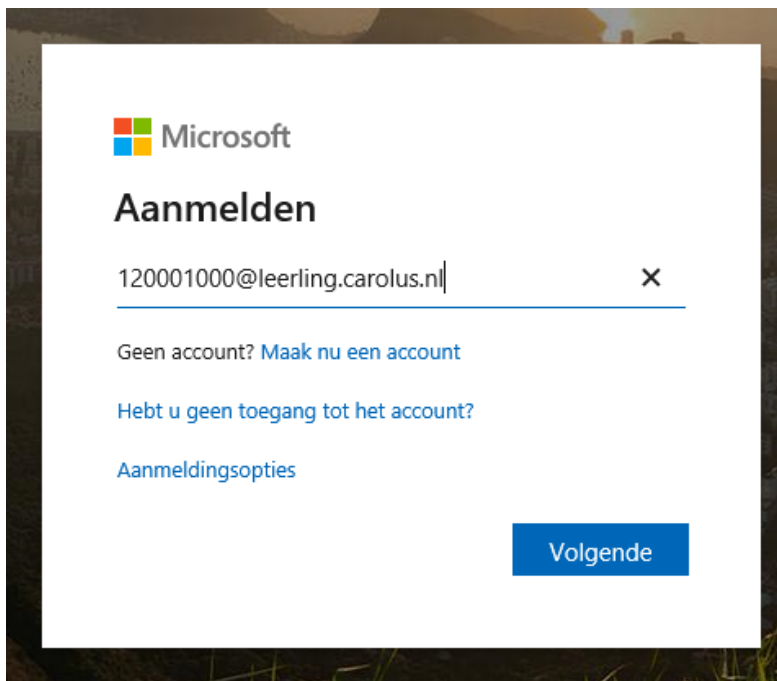 Microsoft
Aanmelden
120001000@leerling.carolus.nl
Geen account? Maak nu een account
Hebt u geen toegang tot het account?
Aanmeldingsopties
Volgende